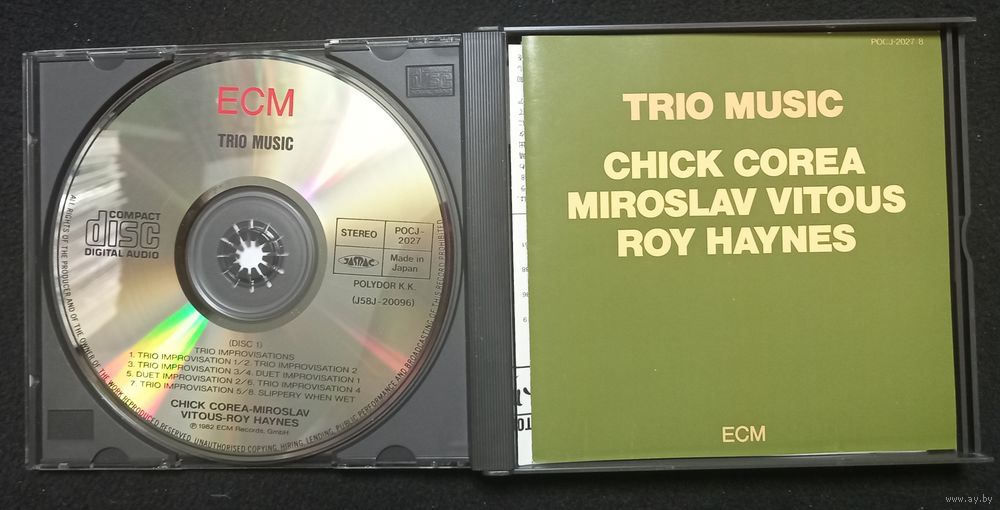 ECM
TRIO MUSIC
COMPACT
disc
DIGITAL AUDIO
STEREO
POCJ-
2027
JASRAC
Made in
Japan
POLYDOR K.K.
(J58J-20096)
(DISC 1)
TRIO IMPROVISATIONS
1. TRIO IMPROVISATION 1/2. TRIO IMPROVISATION 2
3. TRIO IMPROVISATION 3/4. DUET IMPROVISATION 1
5. DUET IMPROVISATION 2/6. TRIO IMPROVISATION 4
7. TRIO IMPROVISATION 5/8. SLIPPERY WHEN WET
CHICK COREA-MIROSLAV
VITOUS-ROY HAYNES
℗ 1982 ECM Records, GmbH
ALL RIGHTS OF THE PRODUCER AND OF THE OWNER OF THE WORK REPRODUCED RESERVED. UNAUTHORISED COPYING, HIRING, LENDING, PUBLIC PERFORMANCE AND BROADCASTING OF THIS RECORD PROHIBITED
disc
POCJ-2027/8
TRIO MUSIC
CHICK COREA
MIROSLAV VITOUS
ROY HAYNES
ECM
www.ay.by